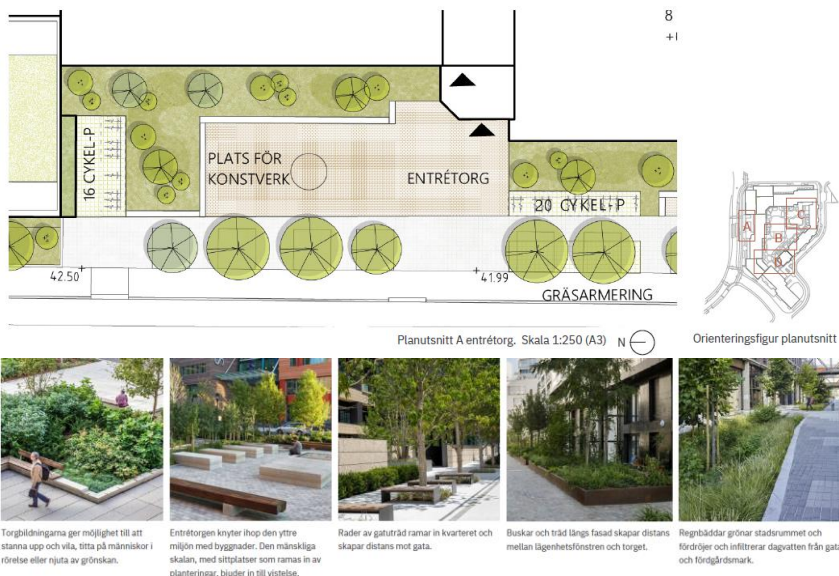 8
+
16 CYKEL-P
PLATS FÖR
KONSTVERK
ENTRÉTORG
20 CYKEL-P
42.50
41.99
GRÄSARMERING
A
B
C
D
Planutsnitt A entrétorg. Skala 1:250 (A3)
N
Orienteringsfigur planutsnitt
Torgbildningarna ger möjlighet till att
stanna upp och vila, titta på människor i
rörelse eller njuta av grönskan.
Entrétorgen knyter ihop den yttre
miljön med byggnader. Den mänskliga
skalan, med sittplatser som ramas in av
planteringar, bjuder in till vistelse.
Rader av gatuträd ramar in kvarteret och
skapar distans mot gata.
Buskar och träd längs fasad skapar distans
mellan lägenhetsfönstren och torget.
Regnbäddar grönar stadsrummet och
fördröjer och infiltrerar dagvatten från gata
och fördgårdsmark.